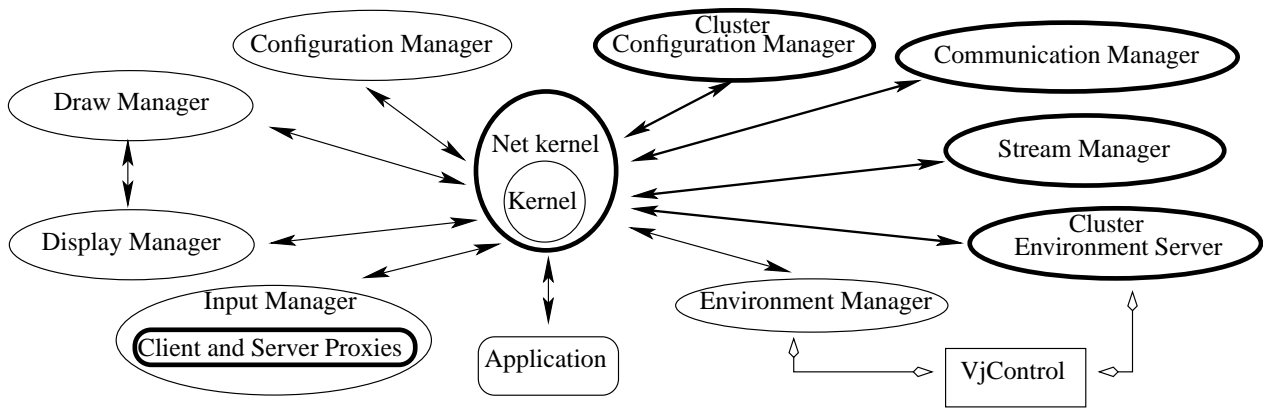 Cluster
Configuration Manager
Configuration Manager
Communication Manager
Draw Manager
Net kernel
Stream Manager
Kernel
Cluster
Environment Server
Display Manager
Input Manager
Environment Manager
Client and Server Proxies
Application
VjControl